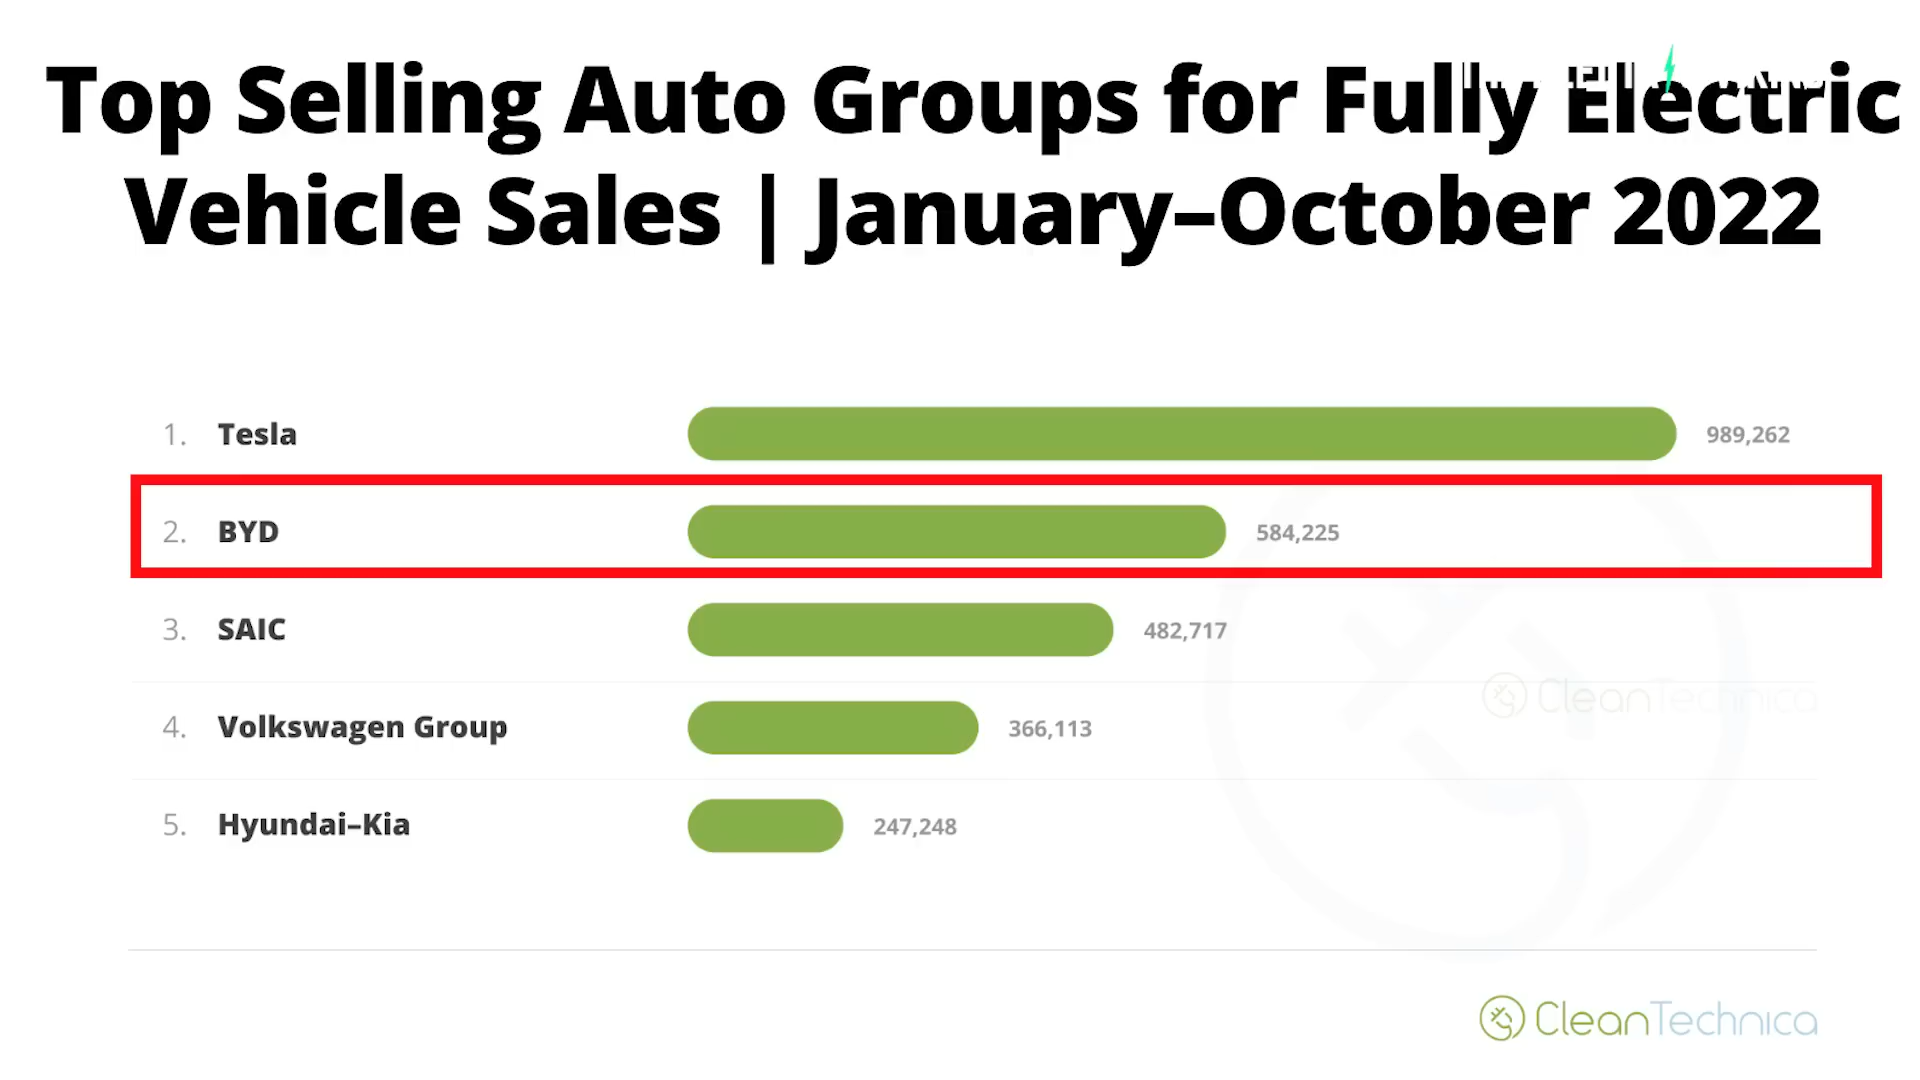 Top Selling Auto Groups for Fully Electric
Vehicle Sales | January–October 2022
1. Tesla 989,262
2. BYD 584,225
3. SAIC 482,717
CleanTechnica
4. Volkswagen Group 366,113
5. Hyundai–Kia 247,248
CleanTechnica